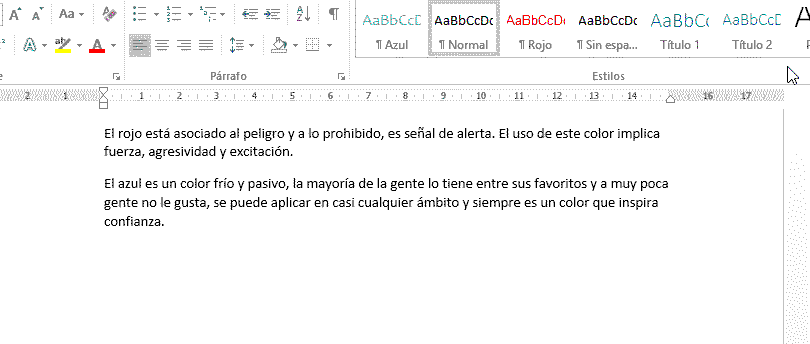 A A Aa
AaBbCcD AaBbCcDc AaBbCcDc AaBbCcDc AaBbCcD AaBbCcD
¶ Azul ¶ Normal ¶ Rojo ¶ Sin espa... Título 1 Título 2
A A
Párrafo Estilos
2 1 1 2 3 4 5 6 7 8 9 10 11 12 13 14 16 17
El rojo está asociado al peligro y a lo prohibido, es señal de alerta. El uso de este color implica
fuerza, agresividad y excitación.
El azul es un color frío y pasivo, la mayoría de la gente lo tiene entre sus favoritos y a muy poca
gente no le gusta, se puede aplicar en casi cualquier ámbito y siempre es un color que inspira
confianza.